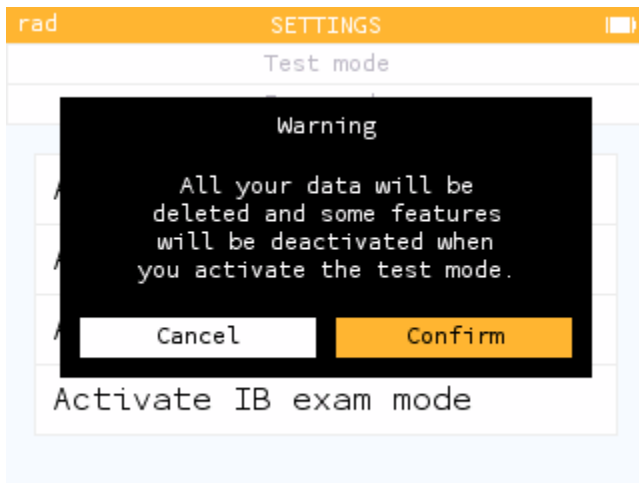 rad SETTINGS
Test mode
Warning
All your data will be
deleted and some features
will be deactivated when
you activate the test mode.
Cancel Confirm
Activate IB exam mode